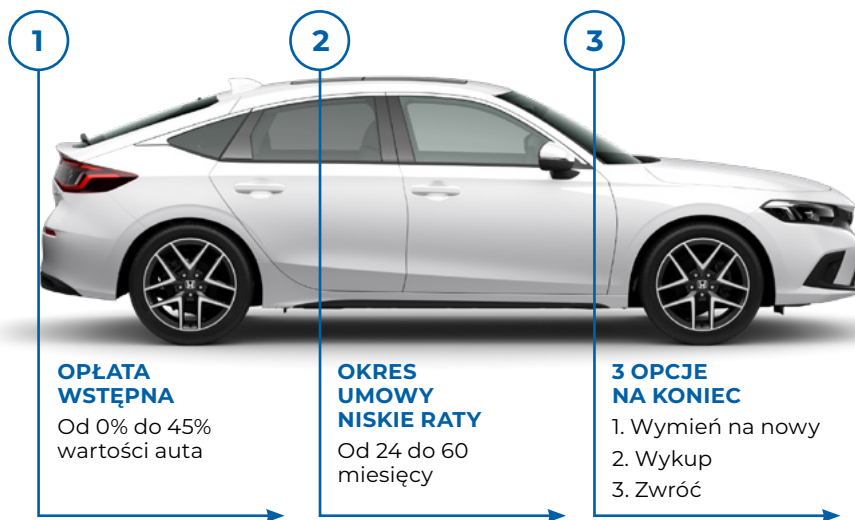 1
2
3
OPŁATA
WSTĘPNA
Od 0% do 45%
wartości auta
OKRES
UMOWY
NISKIE RATY
Od 24 do 60
miesięcy
3 OPCJE
NA KONIEC
1. Wymień na nowy
2. Wykup
3. Zwróć